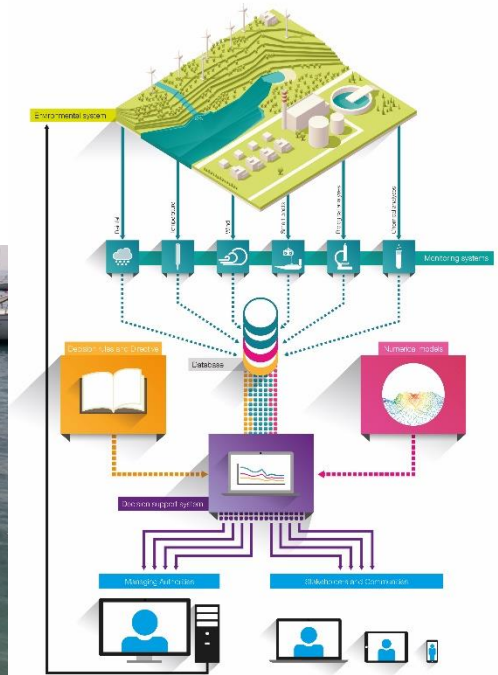 Environmental system
Temperature
Wind
Monitoring systems
Decision rules and Directive
Numerical models
Database
Decision support system
Managing Authorities
Stakeholders and Communities